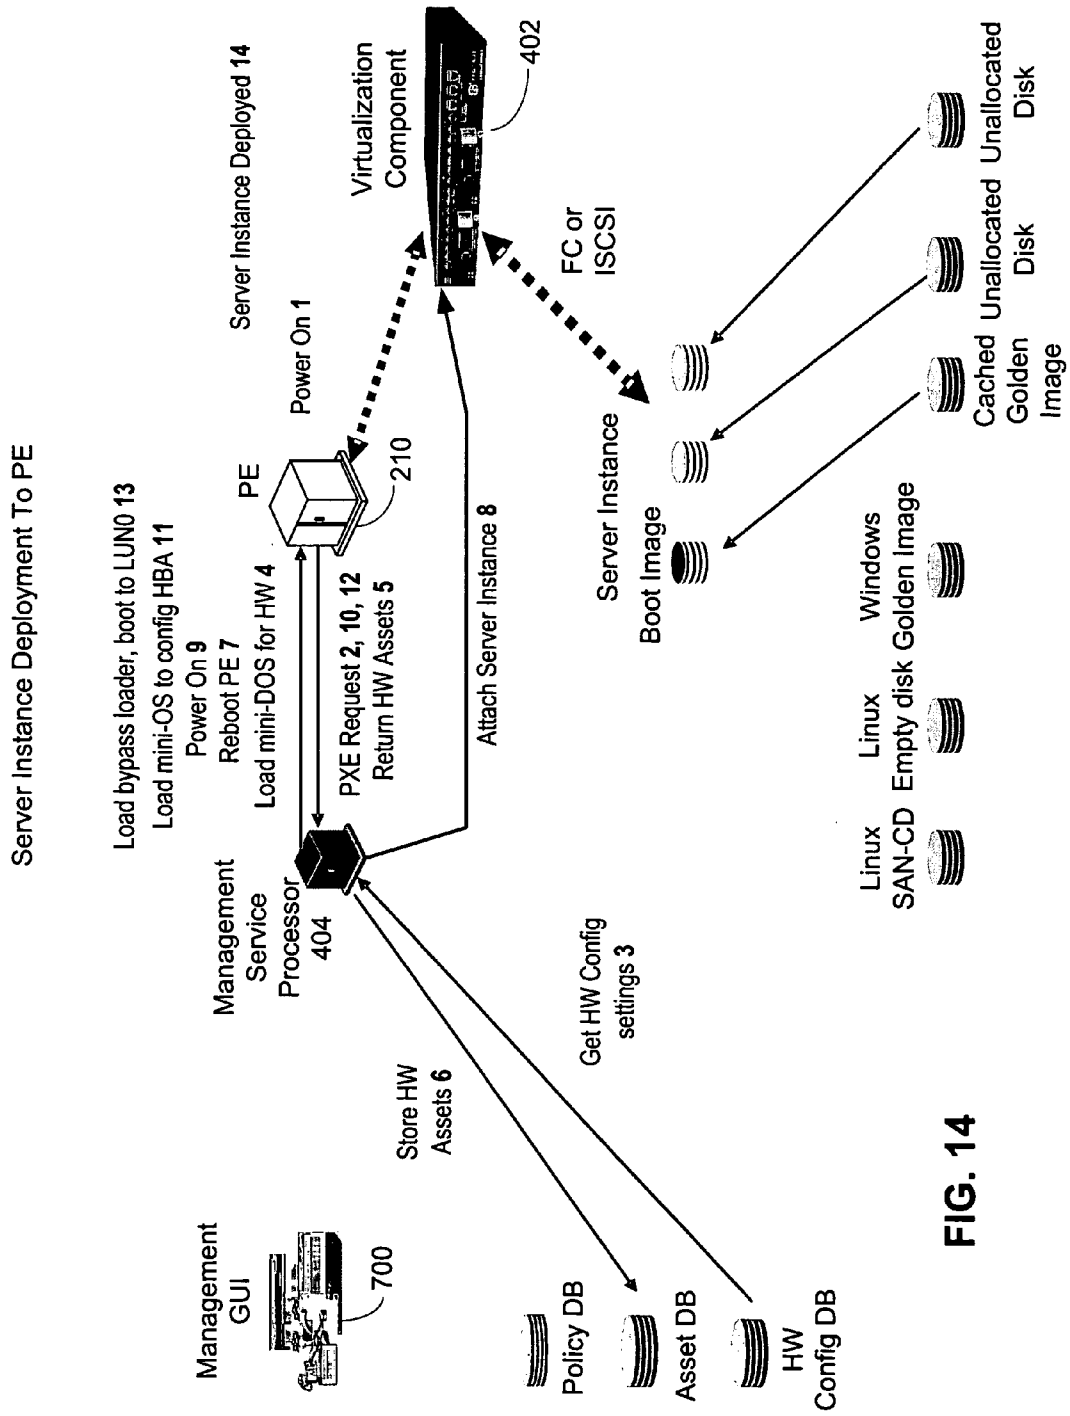 Server Instance Deployment To PE
Load bypass loader, boot to LUN0 13
Load mini-OS to config HBA 11
Power On 9
Reboot PE 7
Load mini-DOS for HW 4
Management
GUI
700
Management
Service
Processor
404
PE
210
Power On 1
Server Instance Deployed 14
Virtualization
Component
402
PXE Request 2, 10, 12
Return HW Assets 5
Attach Server Instance 8
Store HW
Assets 6
Get HW Config
settings 3
FC or
ISCSI
Server Instance
Boot Image
Policy DB
Asset DB
HW
Config DB
Linux
SAN-CD
Linux
Empty disk
Windows
Golden Image
Cached
Golden
Image
Unallocated
Disk
Unallocated
Disk
FIG. 14